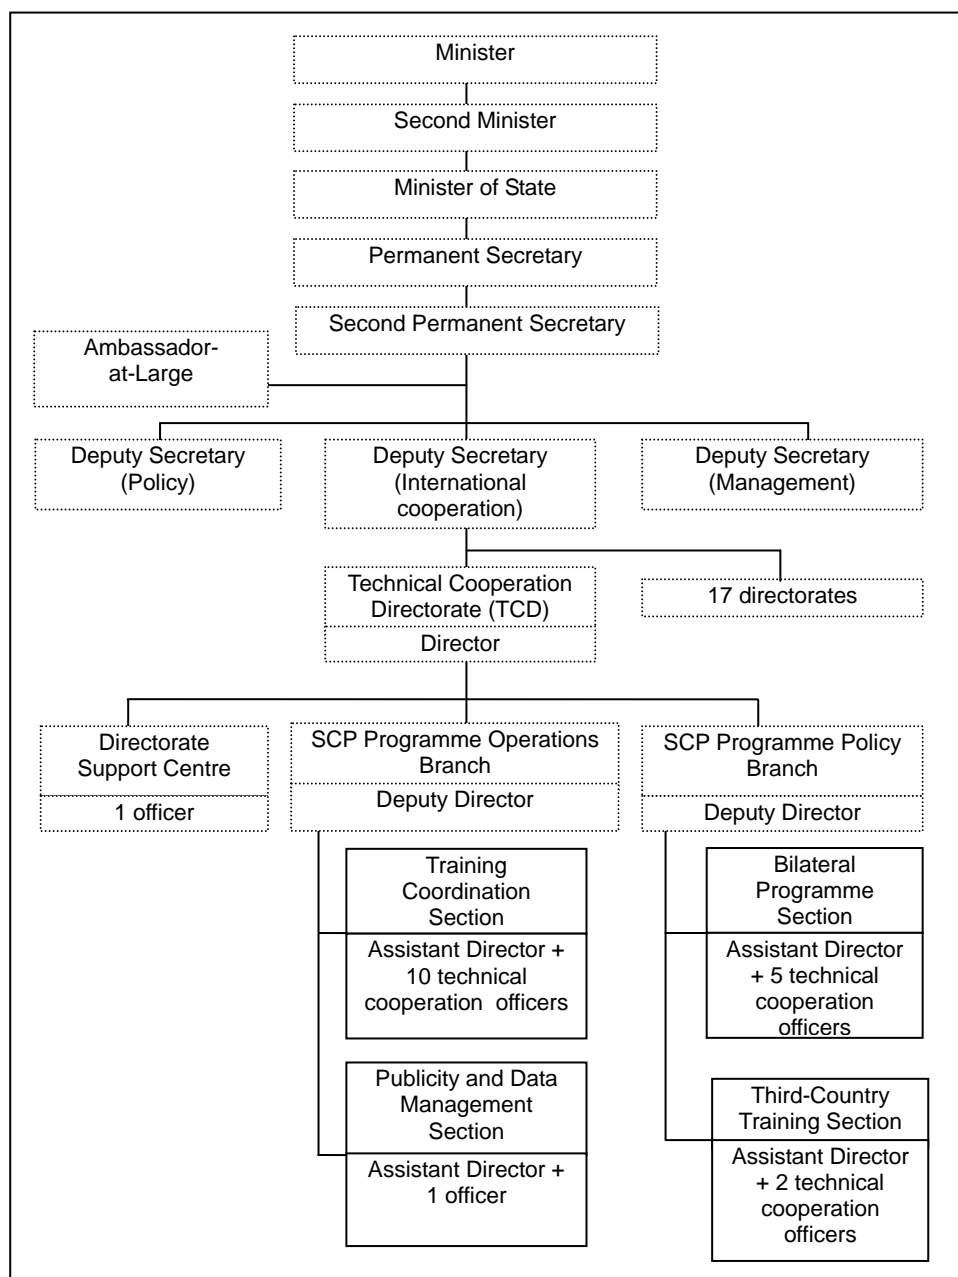 Minister
Second Minister
Minister of State
Permanent Secretary
Second Permanent Secretary
Ambassador-
at-Large
Deputy Secretary
(Policy)
Deputy Secretary
(International
cooperation)
Deputy Secretary
(Management)
Technical Cooperation
Directorate (TCD)
Director
17 directorates
Directorate
Support Centre
1 officer
SCP Programme Operations
Branch
Deputy Director
SCP Programme Policy
Branch
Deputy Director
Training
Coordination
Section
Assistant Director +
10 technical
cooperation officers
Publicity and Data
Management
Section
Assistant Director +
1 officer
Bilateral
Programme
Section
Assistant Director
+ 5 technical
cooperation
officers
Third-Country
Training Section
Assistant Director
+ 2 technical
cooperation
officers